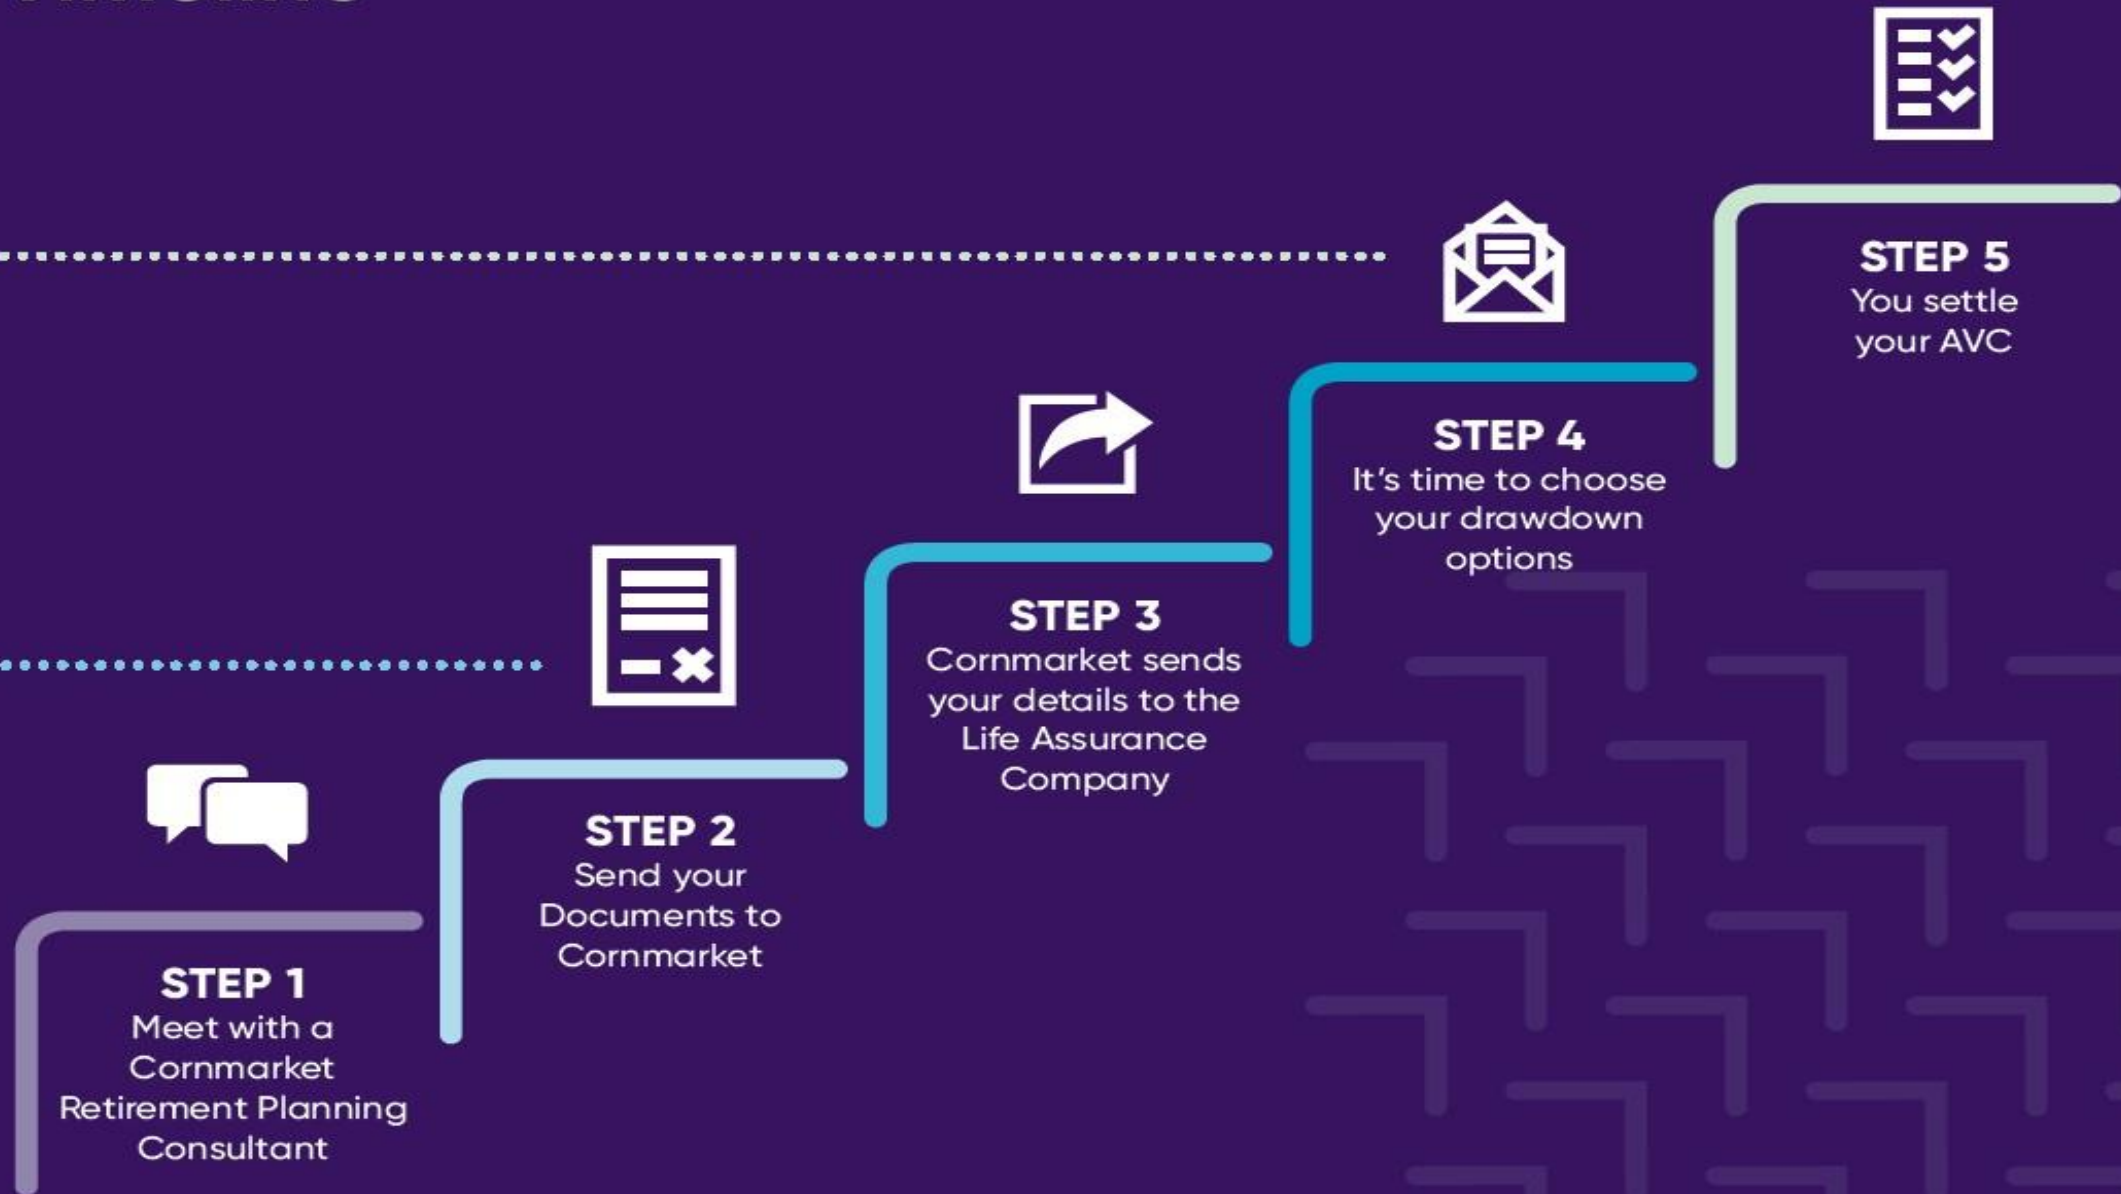 STEP 1
Meet with a
Cornmarket
Retirement Planning
Consultant
STEP 2
Send your
Documents to
Cornmarket
STEP 3
Cornmarket sends
your details to the
Life Assurance
Company
STEP 4
It's time to choose
your drawdown
options
STEP 5
You settle
your AVC